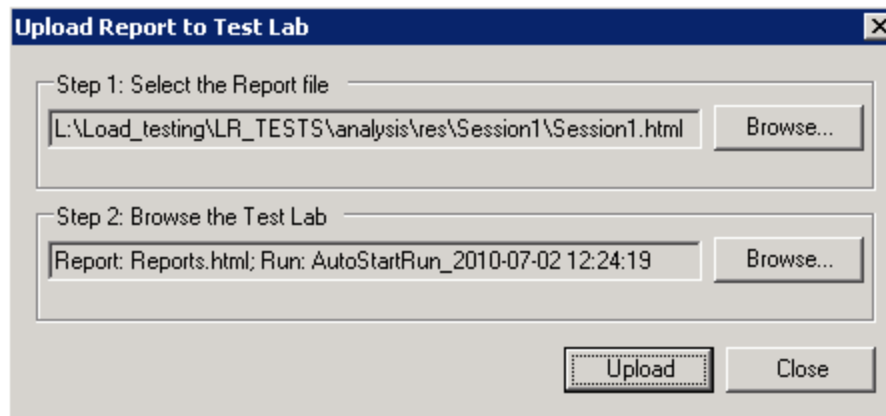 Upload Report to Test Lab
Step 1: Select the Report file
L:\Load_testing\LR_TESTS\analysis\res\Session1\Session1.html
Browse...
Step 2: Browse the Test Lab
Report: Reports.html; Run: AutoStartRun_2010-07-02 12:24:19
Browse...
Upload
Close